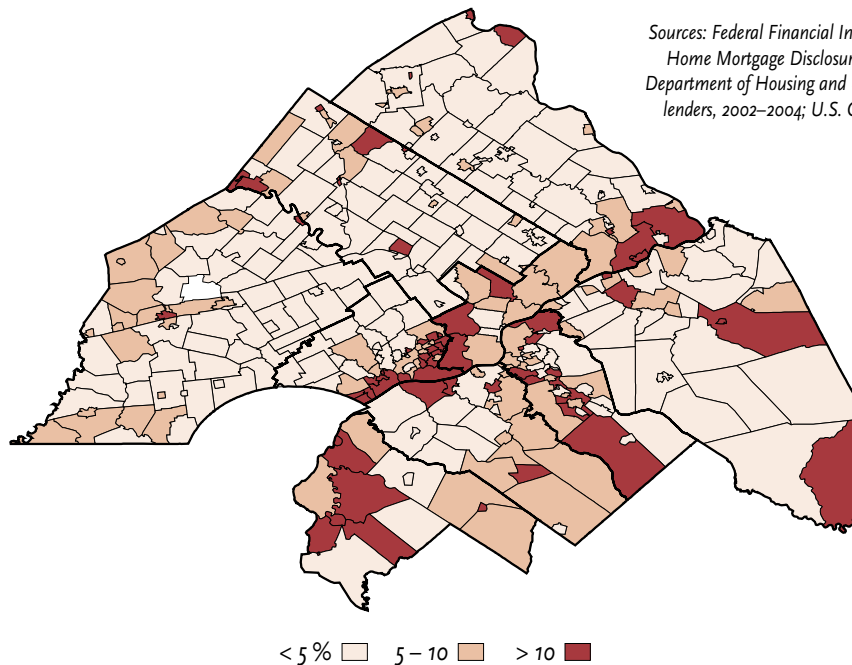 Sources: Federal Financial In
Home Mortgage Disclosur
Department of Housing and
lenders, 2002–2004; U.S. C
< 5 % 5 – 10 > 10